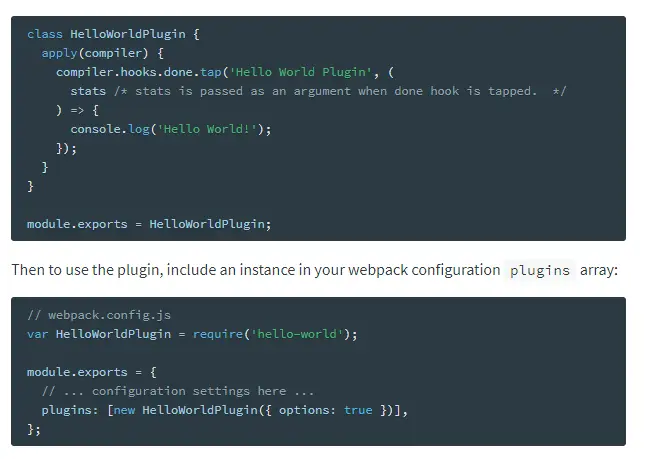 class HelloWorldPlugin {
  apply(compiler) {
    compiler.hooks.done.tap('Hello World Plugin', (
      stats /* stats is passed as an argument when done hook is tapped.  */
    ) => {
      console.log('Hello World!');
    });
  }
}

module.exports = HelloWorldPlugin;

Then to use the plugin, include an instance in your webpack configuration plugins array:

// webpack.config.js
var HelloWorldPlugin = require('hello-world');

module.exports = {
  // ... configuration settings here ...
  plugins: [new HelloWorldPlugin({ options: true })],
};